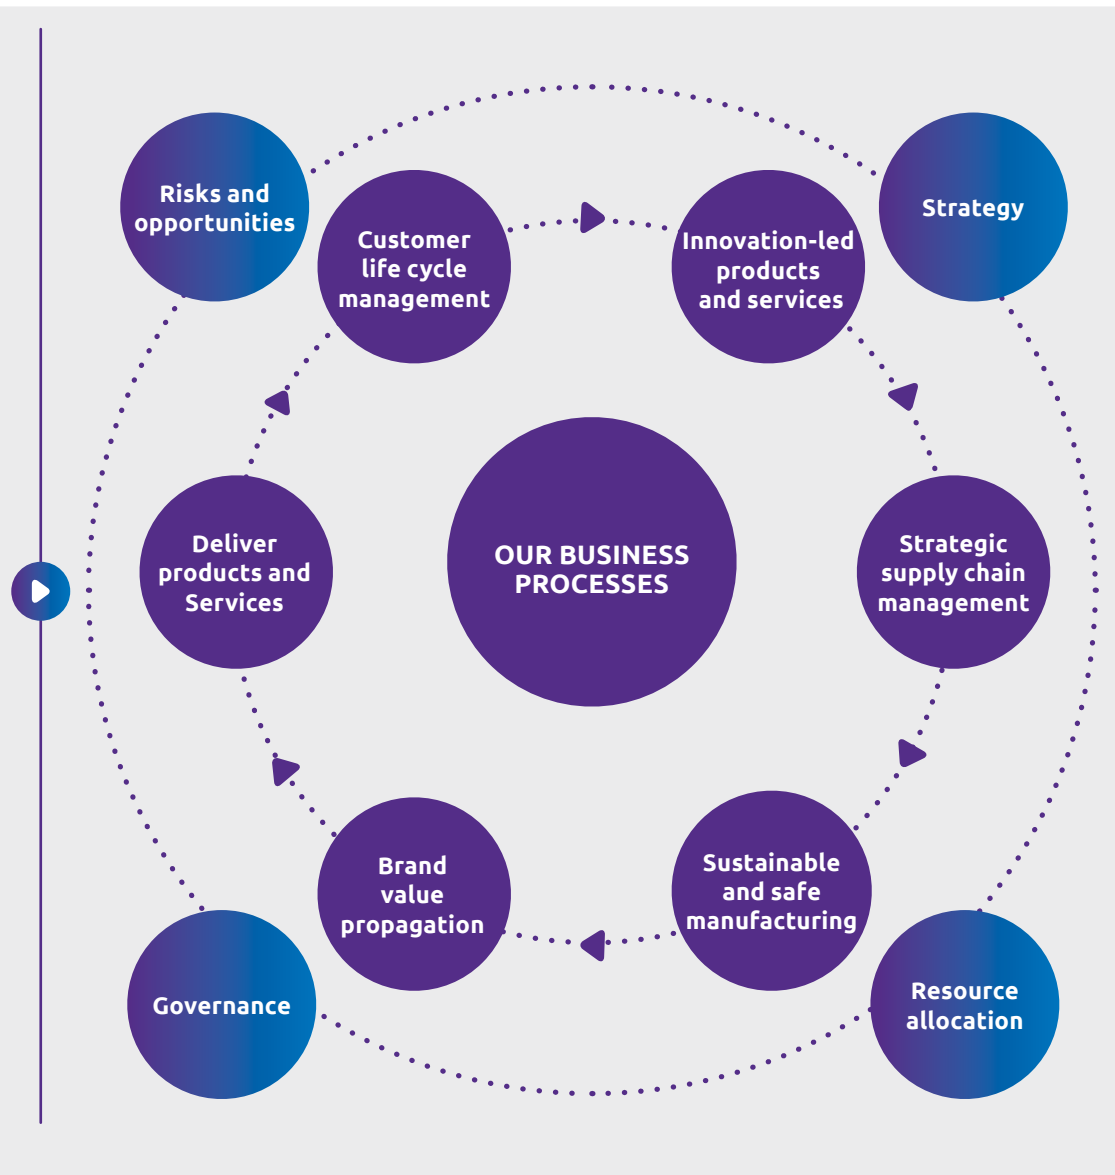 Risks and
opportunities
Strategy
Customer
life cycle
management
Innovation-led
products
and services
Deliver
products and
Services
OUR BUSINESS
PROCESSES
Strategic
supply chain
management
Brand
value
propagation
Sustainable
and safe
manufacturing
Governance
Resource
allocation